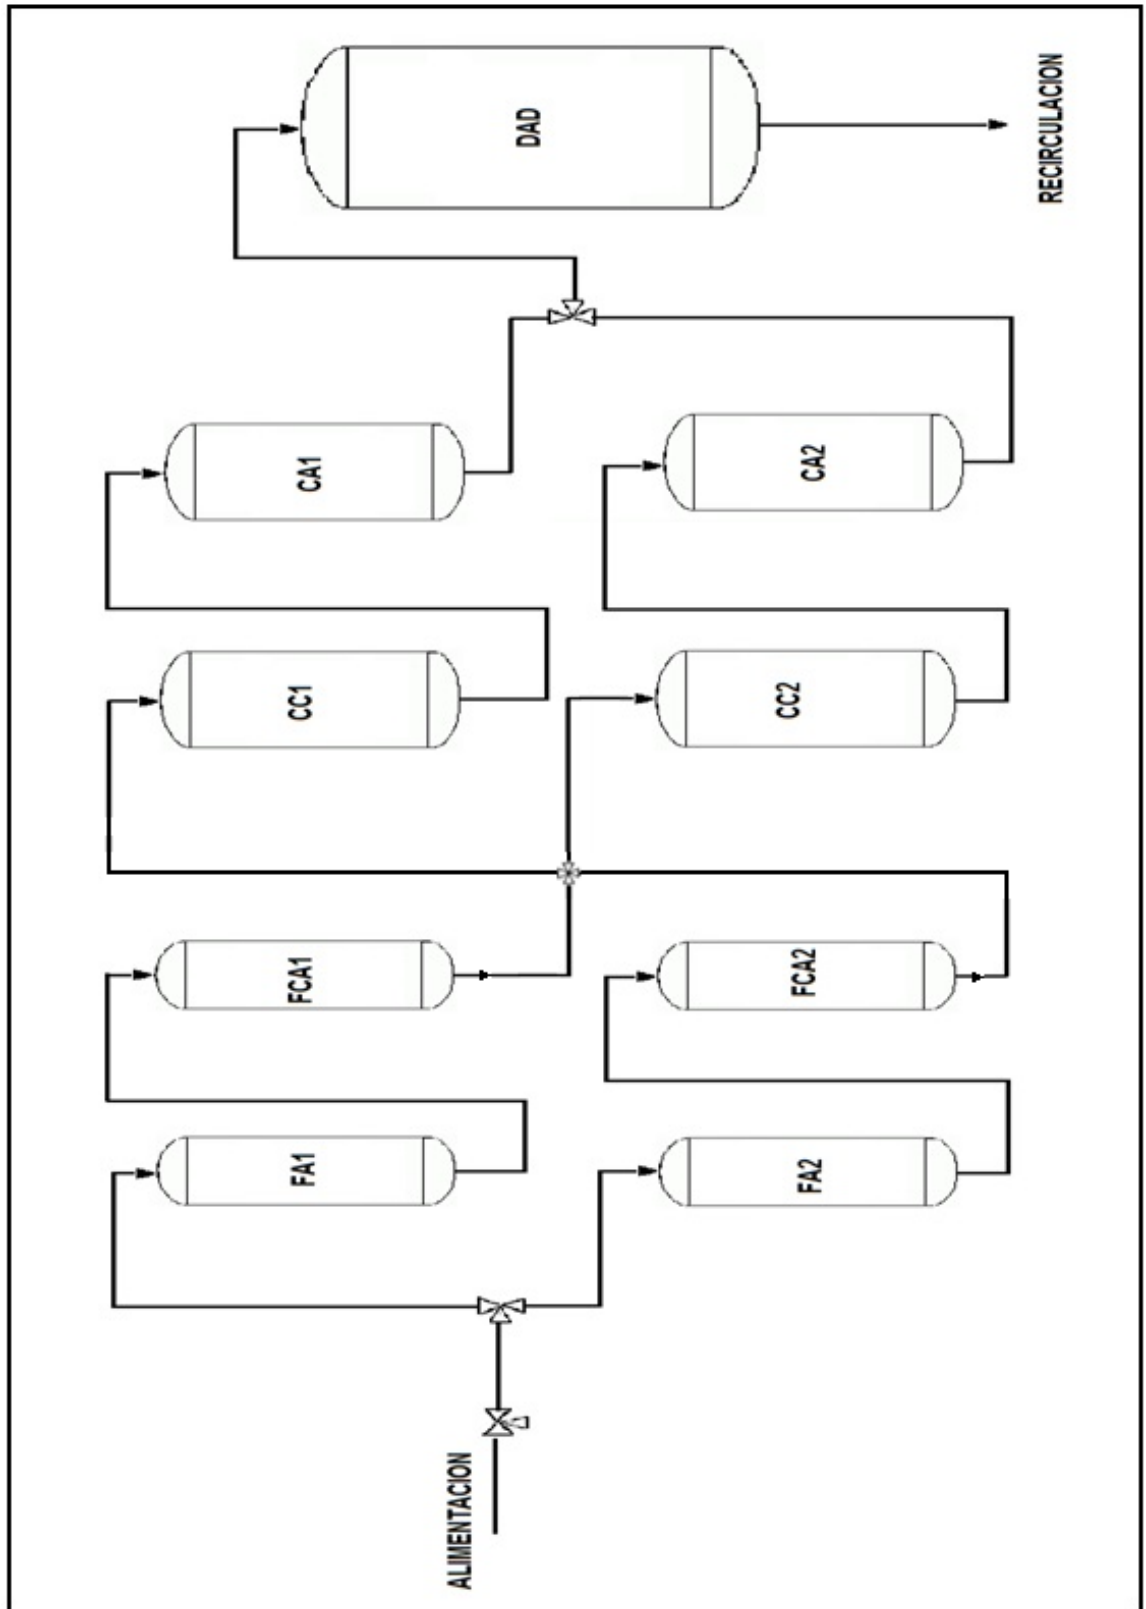 ALIMENTACION
FA1
FA2
FCA1
FCA2
CC1
CC2
CA1
CA2
DAD
RECIRCULACION